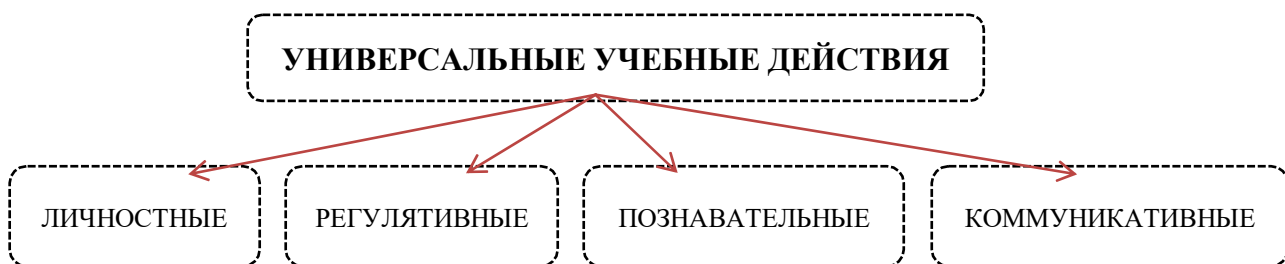 УНИВЕРСАЛЬНЫЕ УЧЕБНЫЕ ДЕЙСТВИЯ
ЛИЧНОСТНЫЕ
РЕГУЛЯТИВНЫЕ
ПОЗНАВАТЕЛЬНЫЕ
КОММУНИКАТИВНЫЕ